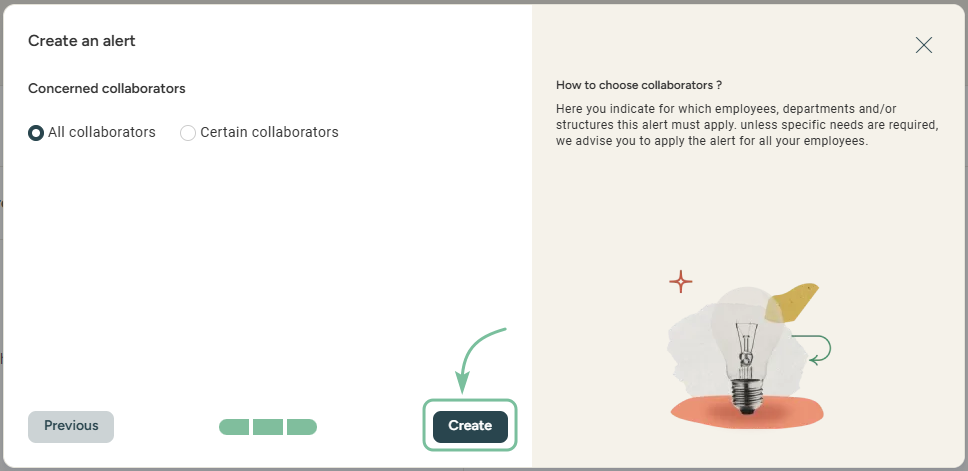 Create an alert
Concerned collaborators
All collaborators
Certain collaborators
Previous
Create
How to choose collaborators ?
Here you indicate for which employees, departments and/or
structures this alert must apply. unless specific needs are required,
we advise you to apply the alert for all your employees.